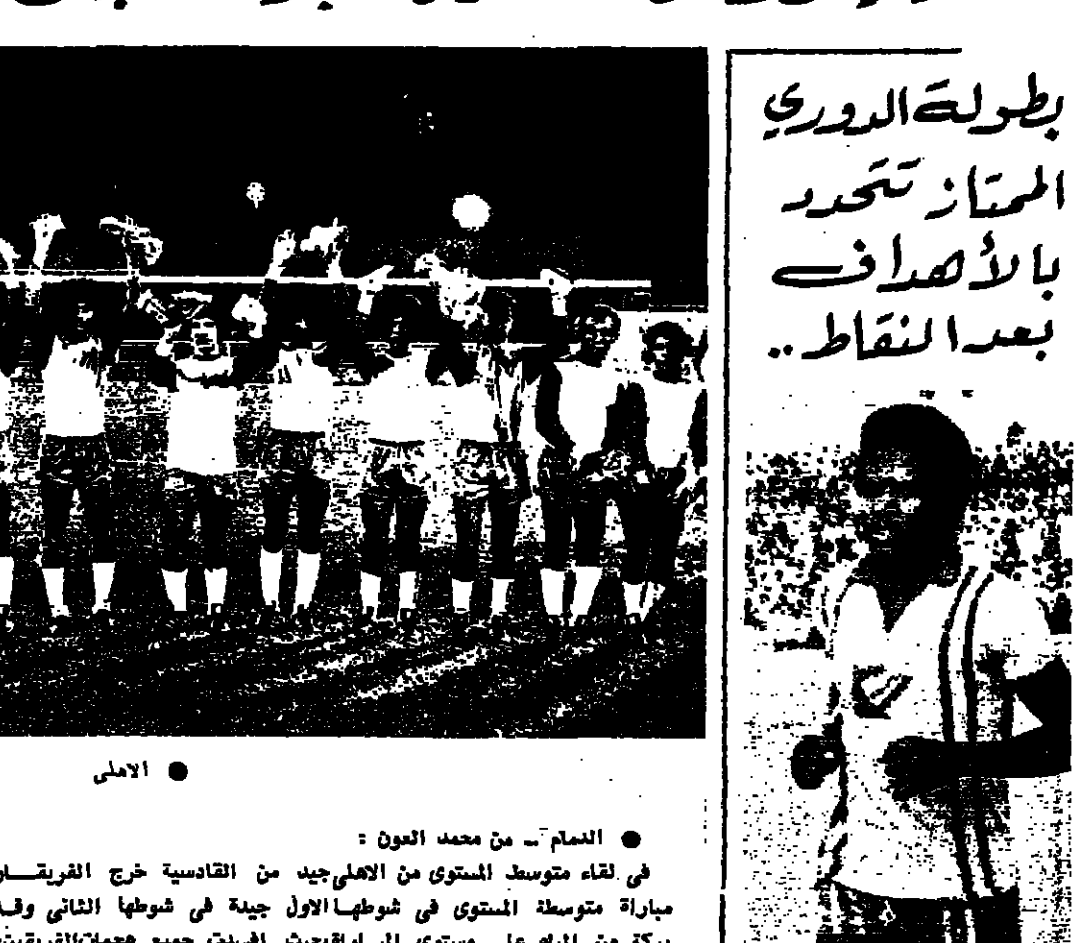 بطولة الدوري
الممتاز تتحدد
بالأهداف
بعد النقاط ..
● الاهلى
● الدمام ـ من محمد العون :
فى لقاء متوسط المستوى من الاهلى جيد من القادسية خرج
مباراة متوسطة المستوى فى شوطها الاول جيدة فى شوطها الثانى وقد